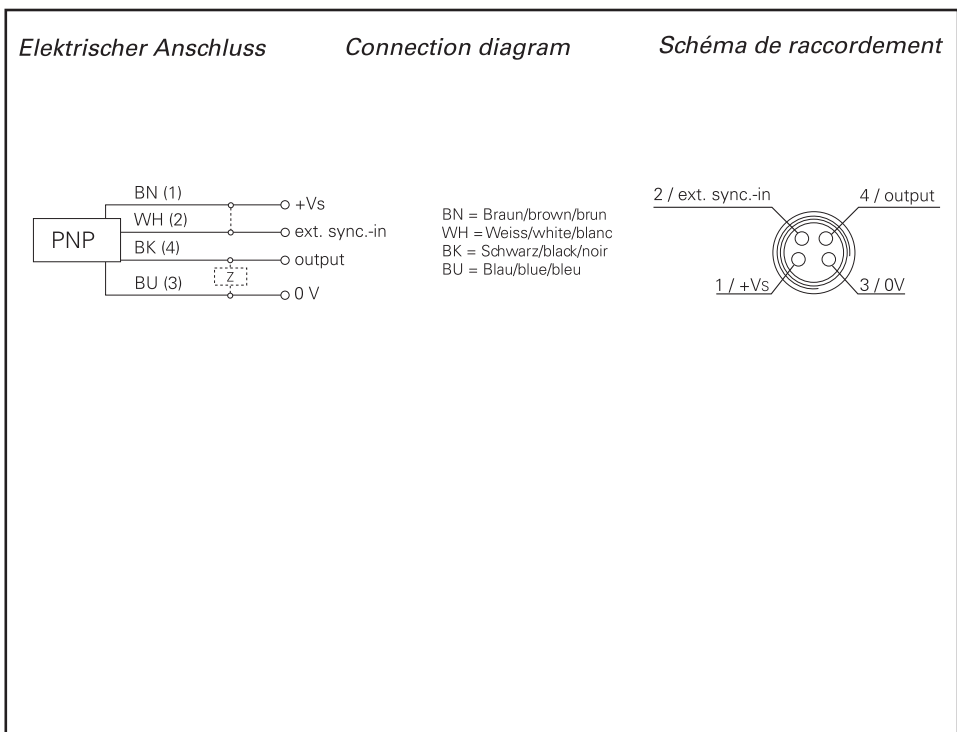 Elektrischer Anschluss
Connection diagram
Schéma de raccordement
BN (1)
+Vs
WH (2)
ext. sync.-in
PNP
BK (4)
output
Z
BU (3)
0 V
BN = Braun/brown/brun
WH = Weiss/white/blanc
BK = Schwarz/black/noir
BU = Blau/blue/bleu
2 / ext. sync.-in
4 / output
1 / +Vs
3 / 0V